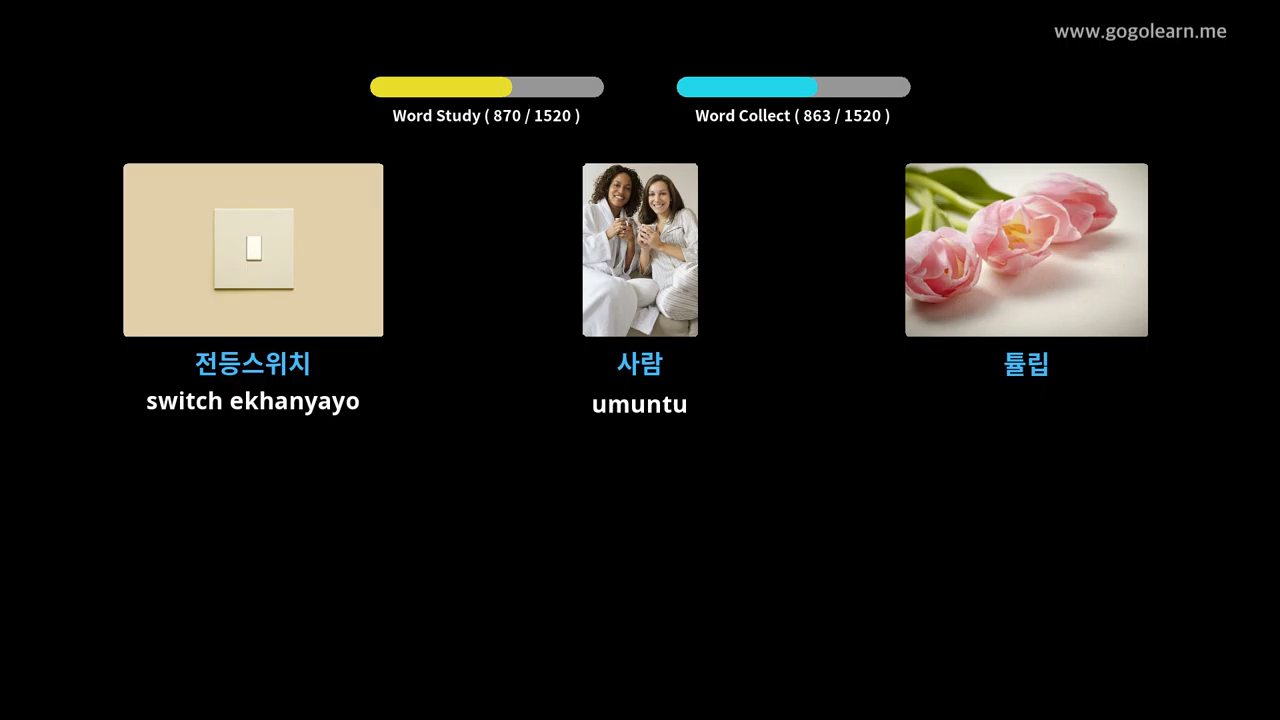 www.gogolearn.me
Word Study ( 870 / 1520 )
Word Collect ( 863 / 1520 )
전등스위치
switch ekhanyayo
사람
umuntu
튤립